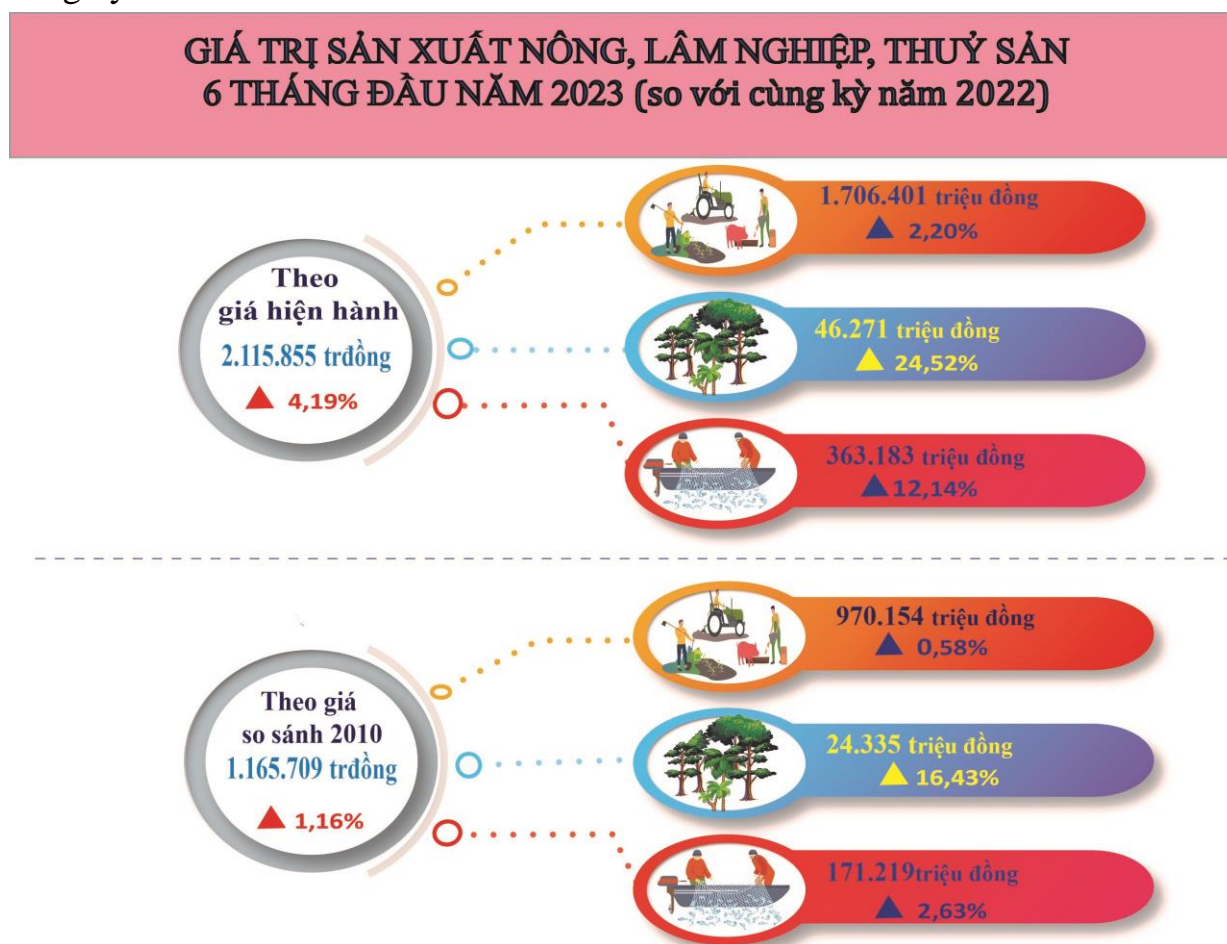 GIÁ TRỊ SẢN XUẤT NÔNG, LÂM NGHIỆP, THUỶ SẢN
6 THÁNG ĐẦU NĂM 2023 (so với cùng kỳ năm 2022)
Theo
giá hiện hành
2.115.855 trđồng
▲ 4,19%
1.706.401 triệu đồng
▲ 2,20%
46.271 triệu đồng
▲ 24,52%
363.183 triệu đồng
▲ 12,14%
Theo giá
so sánh 2010
1.165.709 trđồng
▲ 1,16%
970.154 triệu đồng
▲ 0,58%
24.335 triệu đồng
▲ 16,43%
171.219triệu đồng
▲ 2,63%